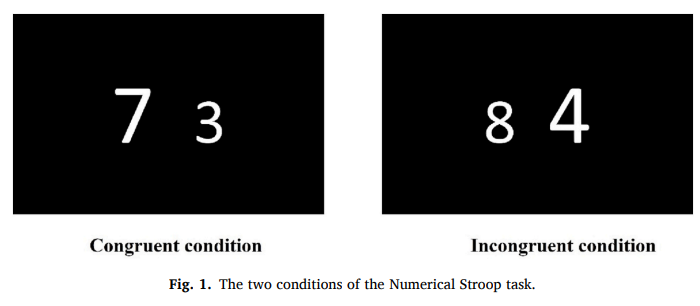 7 3
8 4
Congruent condition
Incongruent condition
Fig. 1. The two conditions of the Numerical Stroop task.